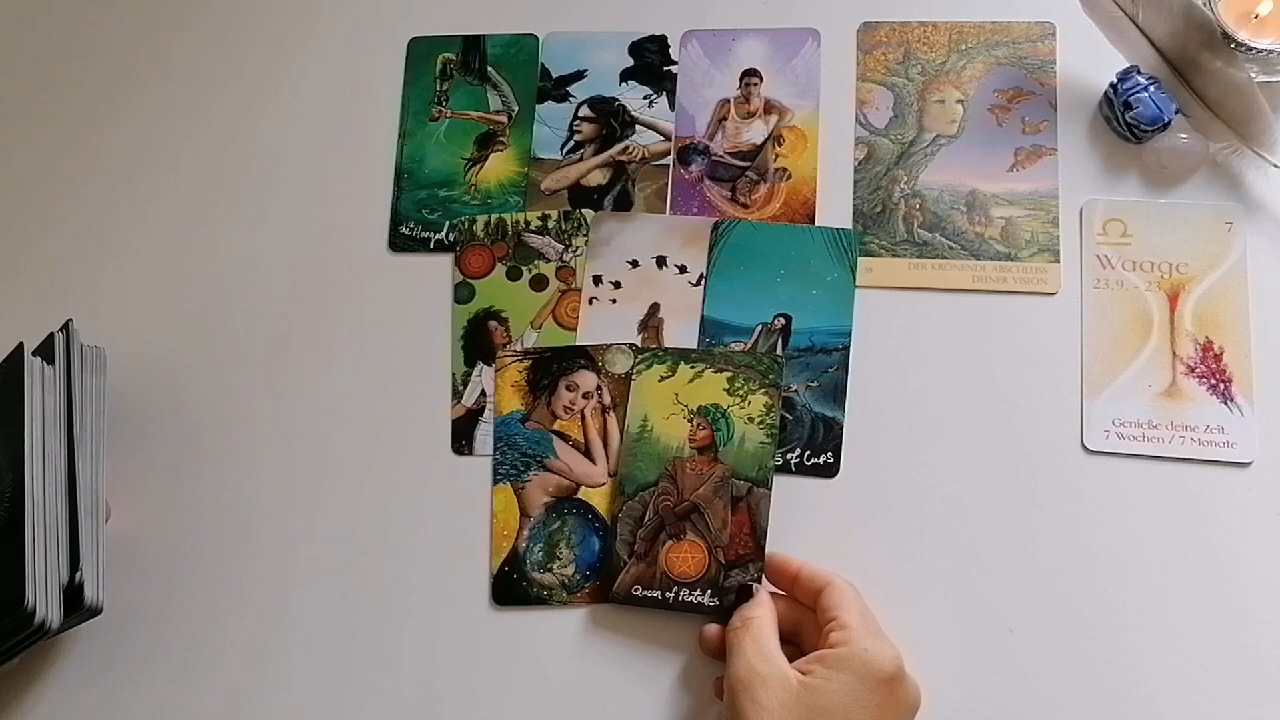 The Hanged
DER KRÖNENDE ABSCHLUSS
DEINER VISION
7
Waage
23.9. - 23.10.
Genieße deine Zeit.
7 Wochen / 7 Monate
5 of Cups
Queen of Pentacles